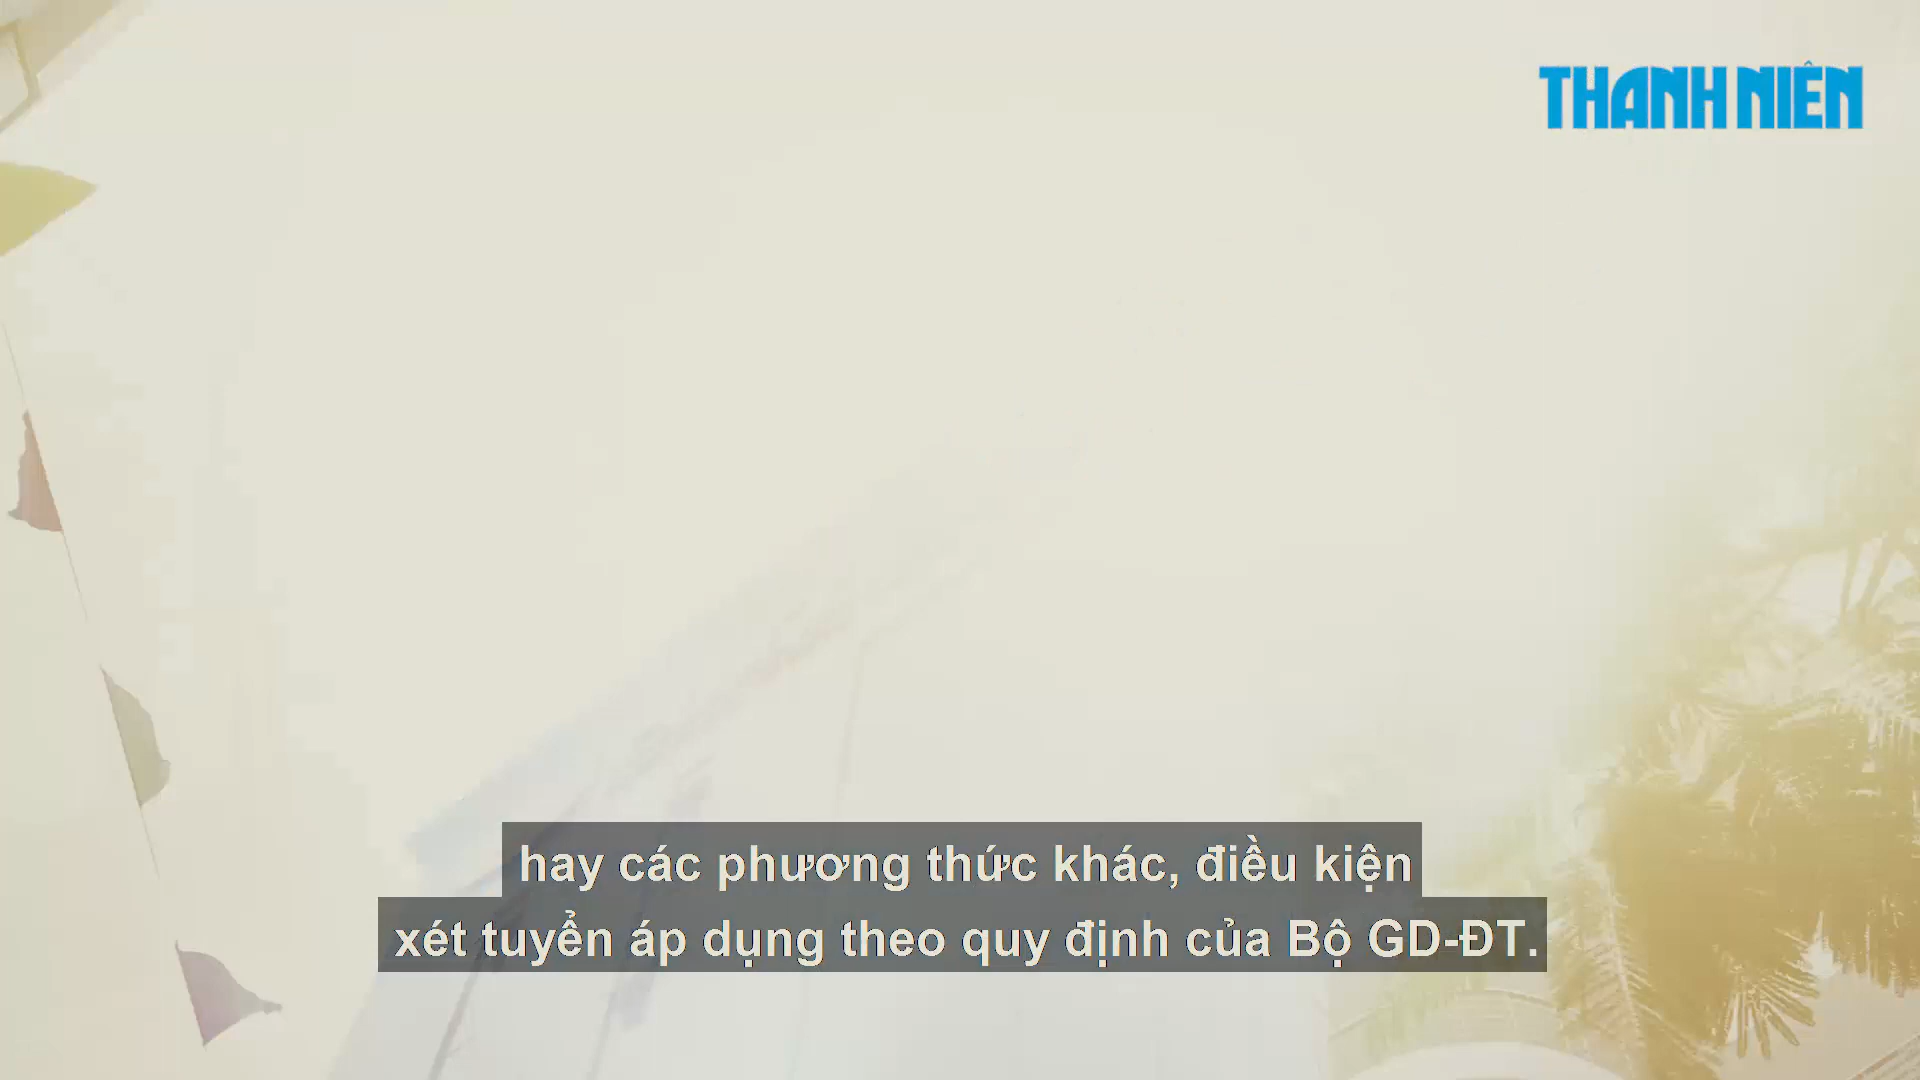 THANH NIÊN
hay các phương thức khác, điều kiện
xét tuyển áp dụng theo quy định của Bộ GD-ĐT.